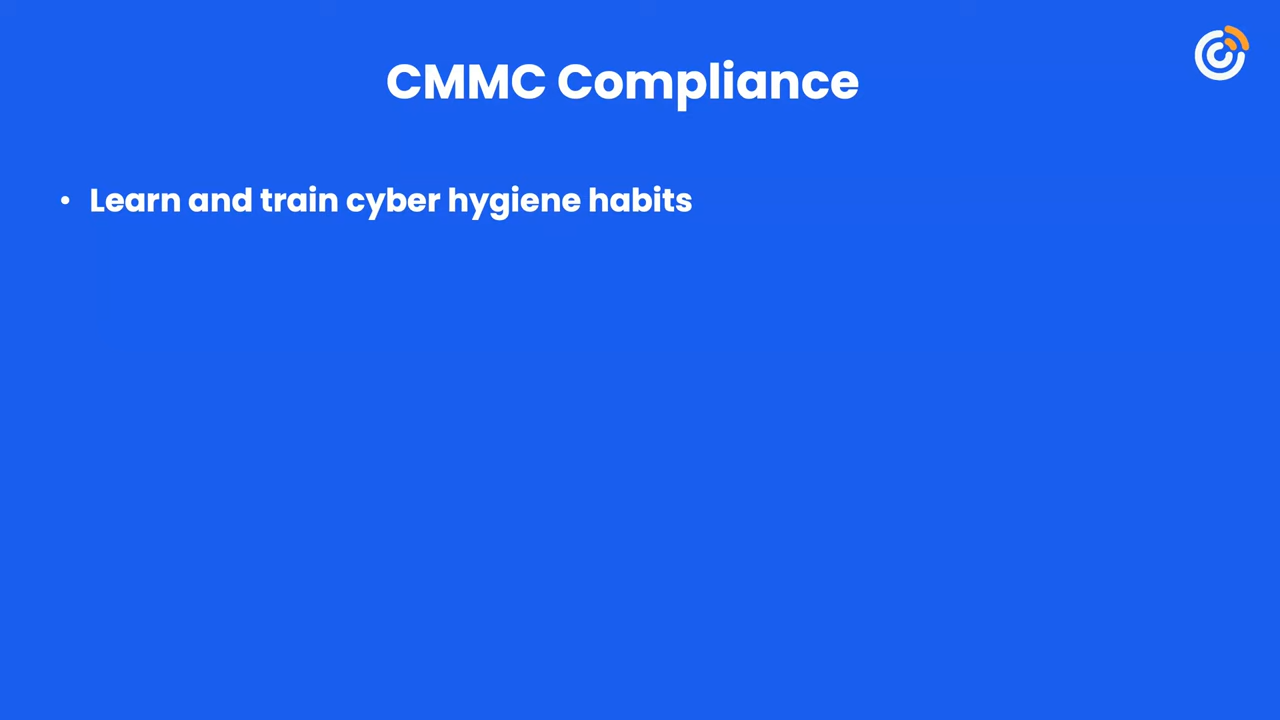 CMMC Compliance
• Learn and train cyber hygiene habits